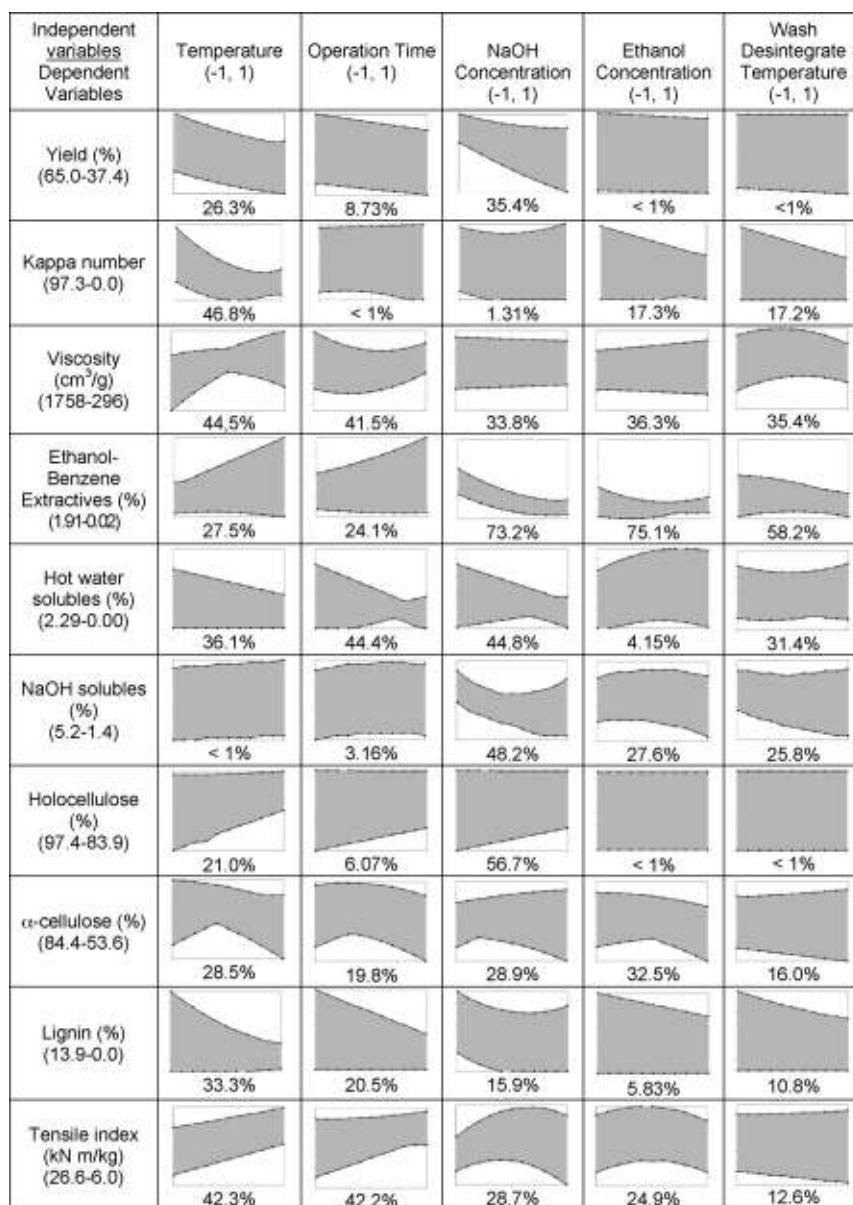 Independent variables Dependent Variables
Temperature (-1, 1)
Operation Time (-1, 1)
NaOH Concentration (-1, 1)
Ethanol Concentration (-1, 1)
Wash Desintegrate Temperature (-1, 1)
Yield (%)
(65.0-37.4)
26.3% 8.73% 35.4% < 1% <1%
Kappa number
(97.3-0.0)
46.8% < 1% 1.31% 17.3% 17.2%
Viscosity
(cm³/g)
(1758-296)
44,5% 41.5% 33.8% 36.3% 35.4%
Ethanol-
Benzene
Extractives (%)
(1.91-0.02)
27.5% 24.1% 73.2% 75.1% 58.2%
Hot water
solubles (%)
(2.29-0.00)
36.1% 44.4% 44.8% 4.15% 31.4%
NaOH solubles
(%)
(5.2-1.4)
< 1% 3.16% 48.2% 27.6% 25.8%
Holocellulose
(%)
(97.4-83.9)
21.0% 6.07% 56.7% < 1% < 1%
α-cellulose (%)
(84.4-53.6)
28.5% 19.8% 28.9% 32.5% 16.0%
Lignin (%)
(13.9-0.0)
33.3% 20.5% 15.9% 5.83% 10.8%
Tensile index
(kN m/kg)
(26.6-6.0)
42.3% 42.2% 28.7% 24.9% 12.6%